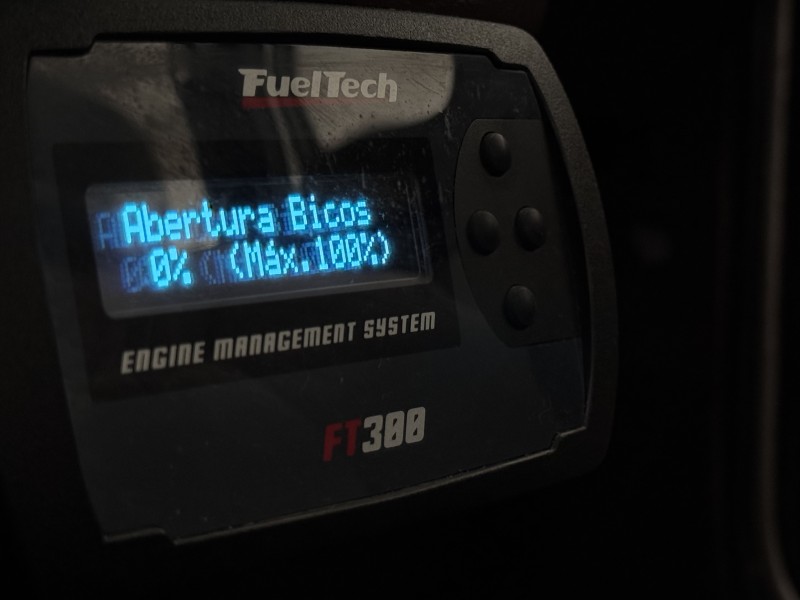 FuelTech
Abertura Bicos
0% (Máx.100%)
ENGINE MANAGEMENT SYSTEM
FT300